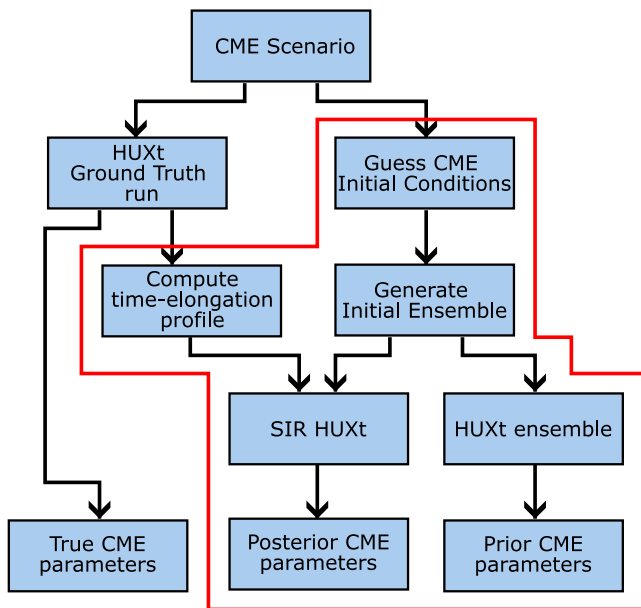 CME Scenario
HUXt
Ground Truth
run
Guess CME
Initial Conditions
Compute
time-elongation
profile
Generate
Initial Ensemble
SIR HUXt
HUXt ensemble
True CME
parameters
Posterior CME
parameters
Prior CME
parameters